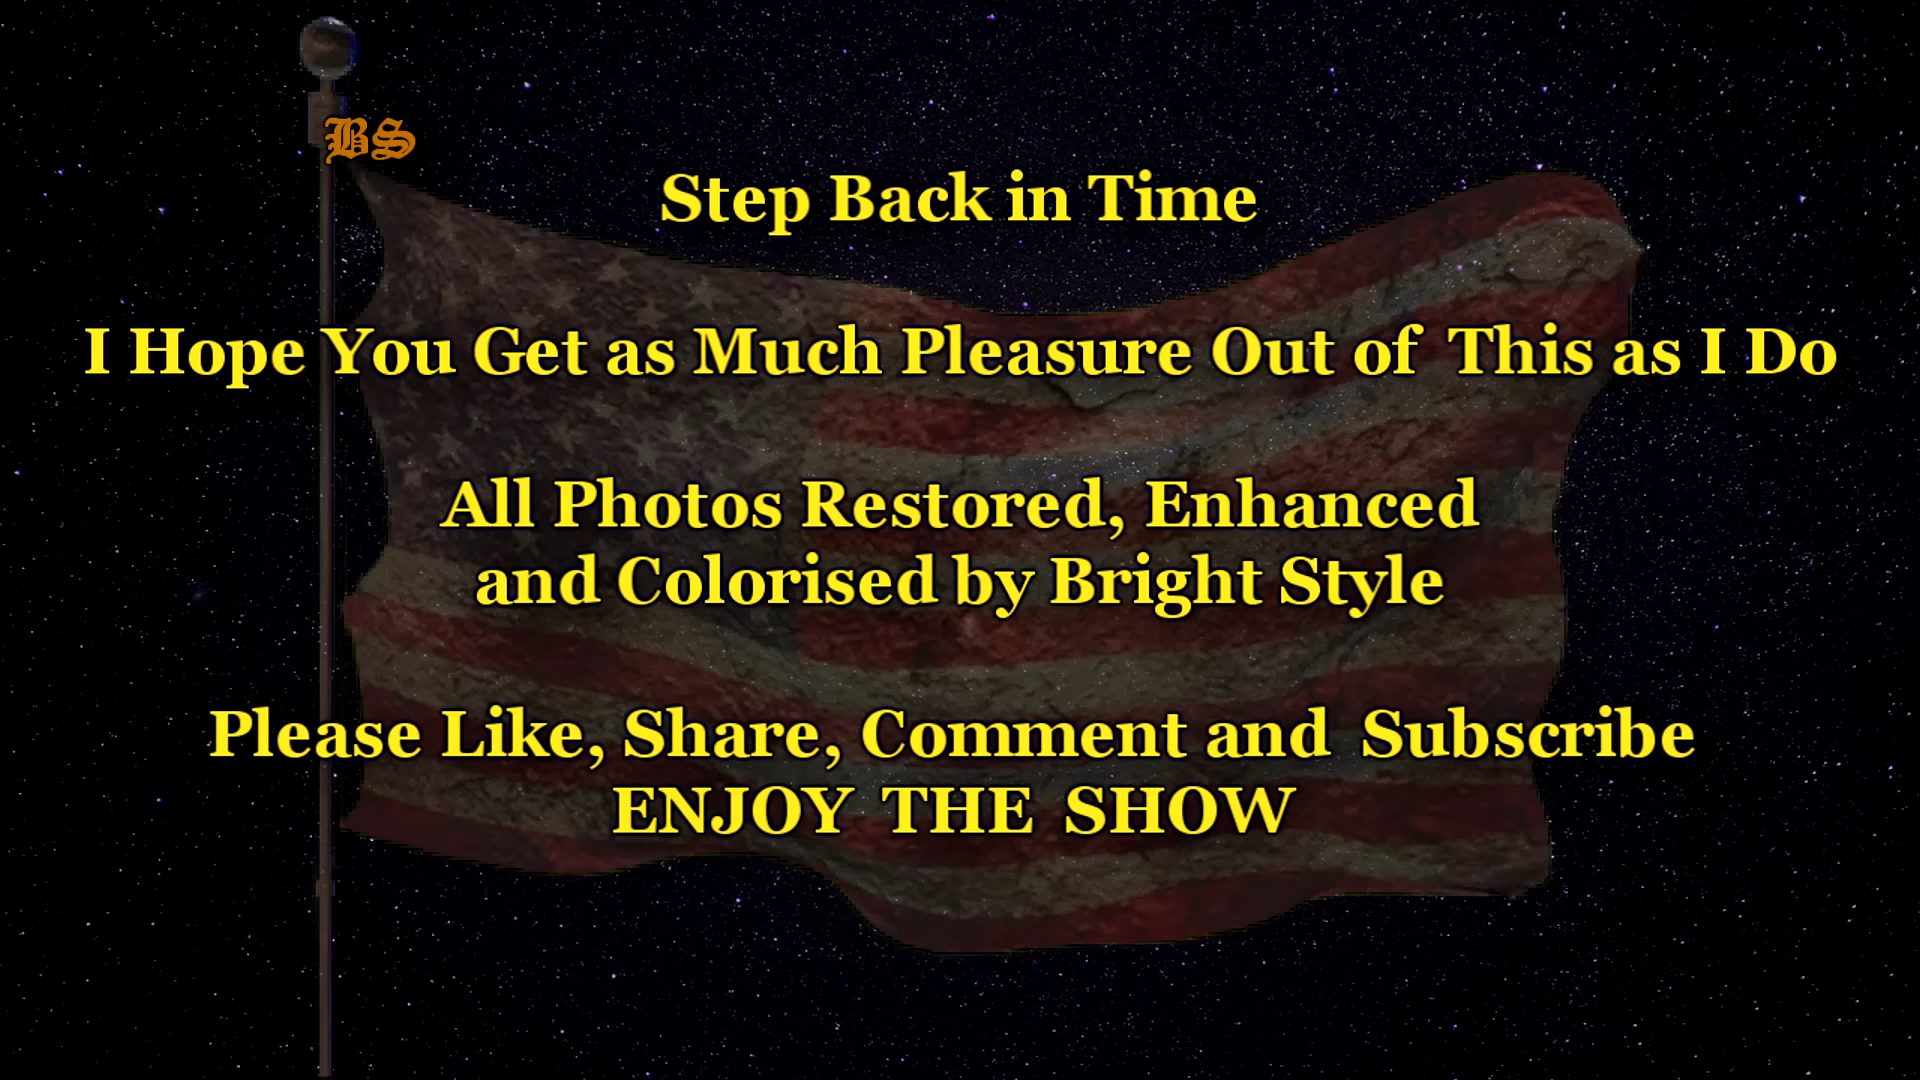 BS
Step Back in Time
I Hope You Get as Much Pleasure Out of This as I Do
All Photos Restored, Enhanced
and Colorised by Bright Style
Please Like, Share, Comment and Subscribe
ENJOY THE SHOW